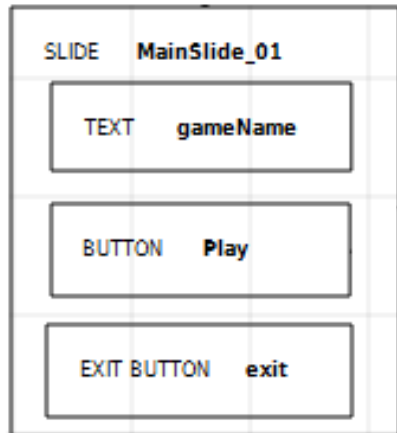 SLIDE MainSlide_01
TEXT gameName
BUTTON Play
EXIT BUTTON exit